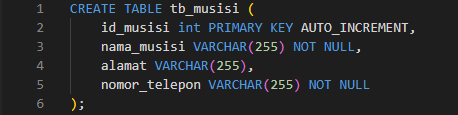 1 CREATE TABLE tb_musisi (
2     id_musisi int PRIMARY KEY AUTO_INCREMENT,
3     nama_musisi VARCHAR(255) NOT NULL,
4     alamat VARCHAR(255),
5     nomor_telepon VARCHAR(255) NOT NULL
6 );